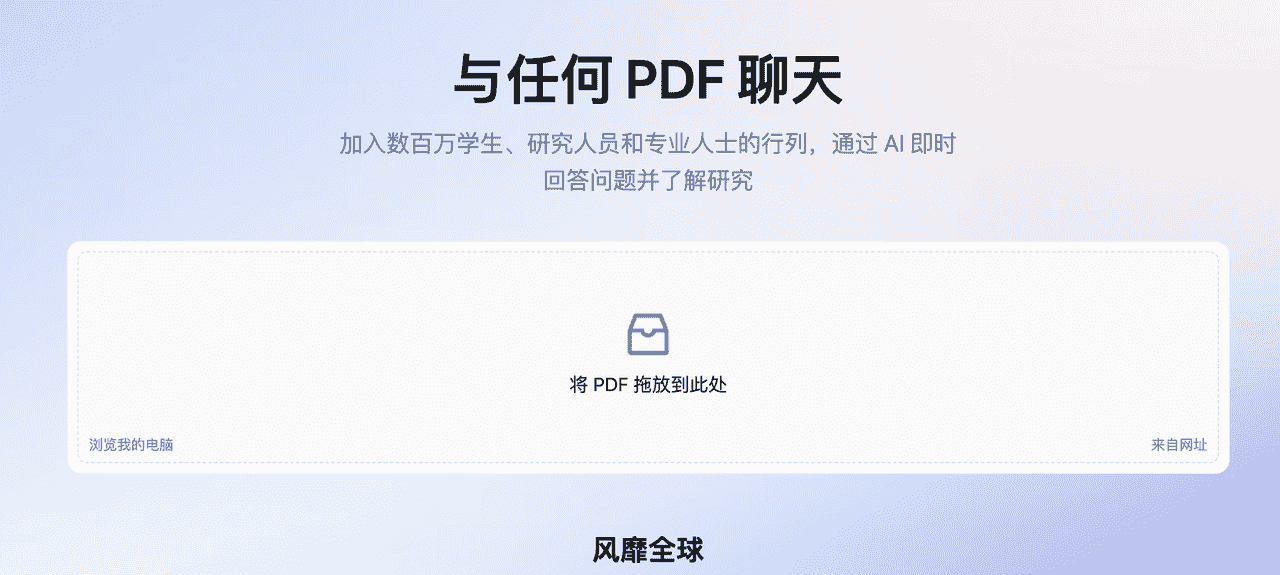 与任何 PDF 聊天
加入数百万学生、研究人员和专业人士的行列，通过 AI 即时
回答问题并了解研究
将 PDF 拖放到此处
浏览我的电脑
来自网址
风靡全球